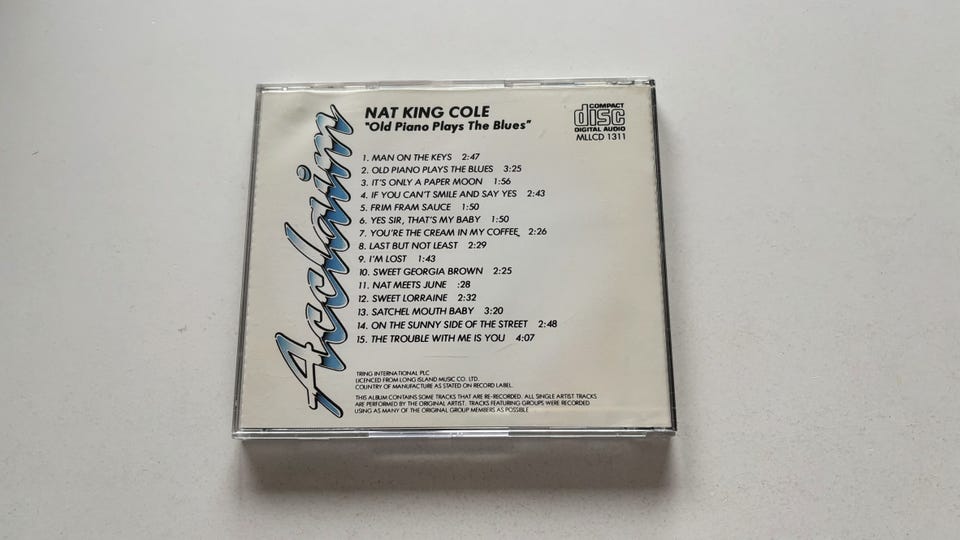 Acclaim
NAT KING COLE
"Old Piano Plays The Blues"
COMPACT
disc
DIGITAL AUDIO
MLLCD 1311
1. MAN ON THE KEYS 2:47
2. OLD PIANO PLAYS THE BLUES 3:25
3. IT'S ONLY A PAPER MOON 1:56
4. IF YOU CAN'T SMILE AND SAY YES 2:43
5. FRIM FRAM SAUCE 1:50
6. YES SIR, THAT'S MY BABY 1:50
7. YOU'RE THE CREAM IN MY COFFEE 2:26
8. LAST BUT NOT LEAST 2:29
9. I'M LOST 1:43
10. SWEET GEORGIA BROWN 2:25
11. NAT MEETS JUNE :28
12. SWEET LORRAINE 2:32
13. SATCHEL MOUTH BABY 3:20
14. ON THE SUNNY SIDE OF THE STREET 2:48
15. THE TROUBLE WITH ME IS YOU 4:07
TRING INTERNATIONAL PLC
LICENCED FROM LONG ISLAND MUSIC CO. LTD.
COUNTRY OF MANUFACTURE AS STATED ON RECORD LABEL.
THIS ALBUM CONTAINS SOME TRACKS THAT ARE RE-RECORDED. ALL SINGLE ARTIST TRACKS
ARE PERFORMED BY THE ORIGINAL ARTIST. TRACKS FEATURING GROUPS WERE RECORDED
USING AS MANY OF THE ORIGINAL GROUP MEMBERS AS POSSIBLE